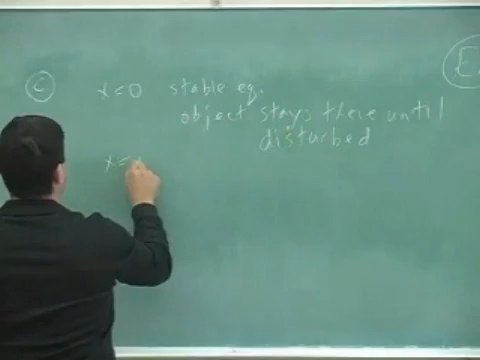 C x=0 stable eq. E
object stays there until
disturbed
x=